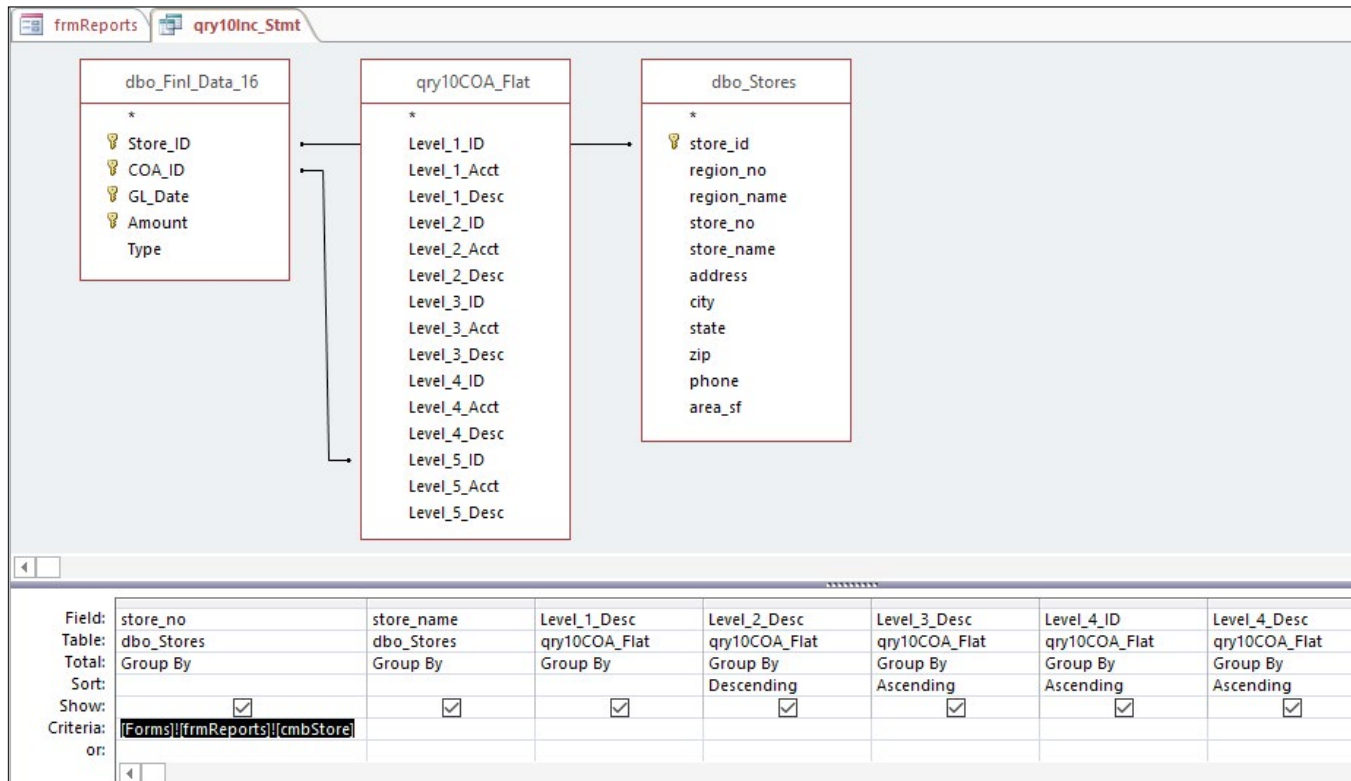 frmReports qry10Inc_Stmt
dbo_Finl_Data_16
*
Store_ID
COA_ID
GL_Date
Amount
Type
qry10COA_Flat
*
Level_1_ID
Level_1_Acct
Level_1_Desc
Level_2_ID
Level_2_Acct
Level_2_Desc
Level_3_ID
Level_3_Acct
Level_3_Desc
Level_4_ID
Level_4_Acct
Level_4_Desc
Level_5_ID
Level_5_Acct
Level_5_Desc
dbo_Stores
*
store_id
region_no
region_name
store_no
store_name
address
city
state
zip
phone
area_sf
Field: store_no store_name Level_1_Desc Level_2_Desc Level_3_Desc Level_4_ID Level_4_Desc
Table: dbo_Stores dbo_Stores qry10COA_Flat qry10COA_Flat qry10COA_Flat qry10COA_Flat qry10COA_Flat
Total: Group By Group By Group By Group By Group By Group By Group By
Sort: Descending Ascending Ascending Ascending
Show:
Criteria: [Forms]![frmReports]![cmbStore]
or: